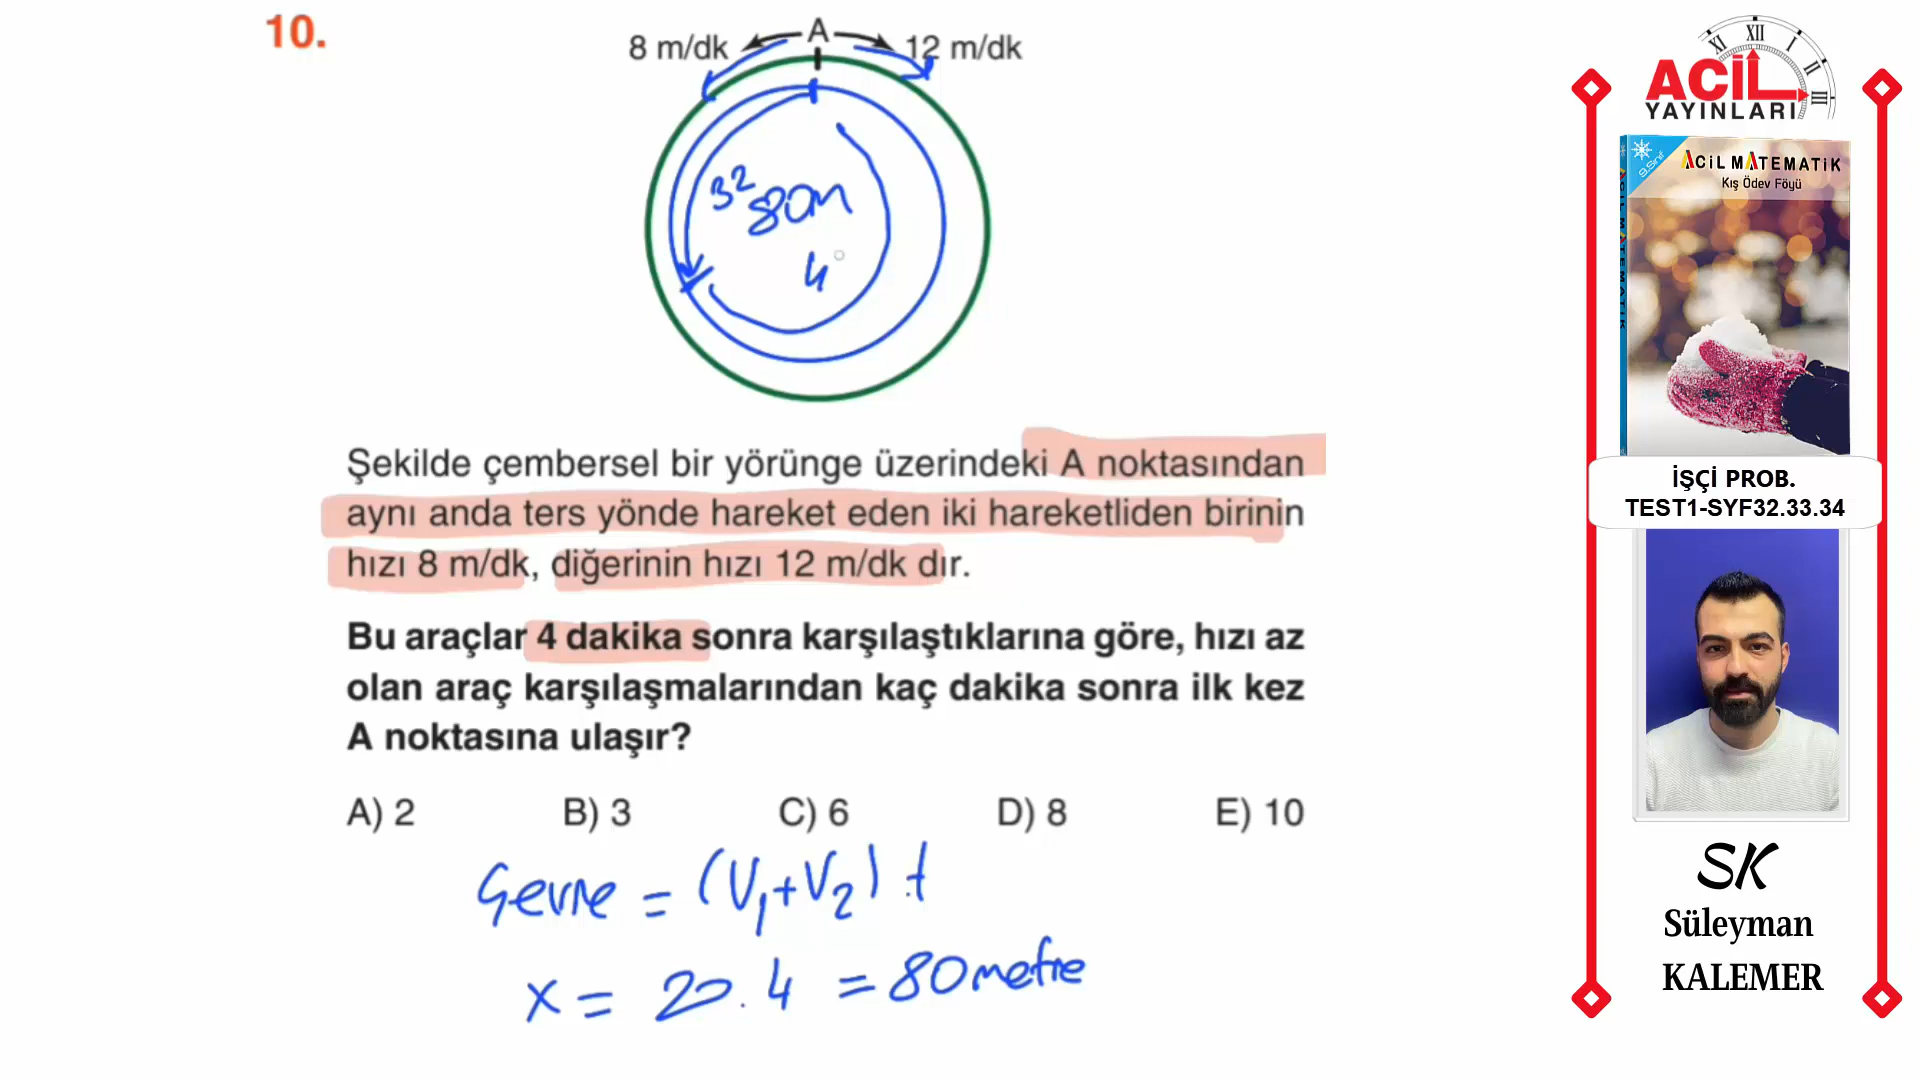 10.
8 m/dk
A
12 m/dk
32
80m
4
Şekilde çembersel bir yörünge üzerindeki A noktasından
aynı anda ters yönde hareket eden iki hareketliden birinin
hızı 8 m/dk, diğerinin hızı 12 m/dk dır.
Bu araçlar 4 dakika sonra karşılaştıklarına göre, hızı az
olan araç karşılaşmalarından kaç dakika sonra ilk kez
A noktasına ulaşır?
A) 2 B) 3 C) 6 D) 8 E) 10
Çevre = (V₁+V₂).t
x = 20.4 = 80metre
XI XII I II III
ACİL
YAYINLARI
9.Sınıf
ACİL MATEMATİK
Kış Ödev Föyü
İŞÇİ PROB.
TEST1-SYF32.33.34
SK
Süleyman
KALEMER